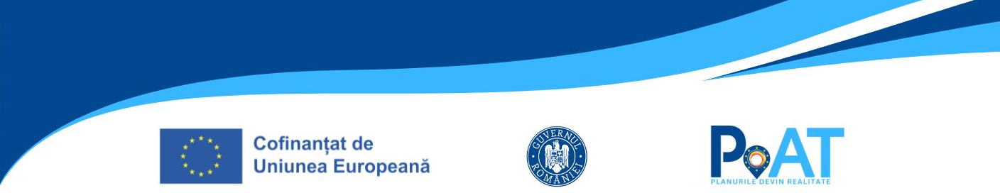 Cofinanțat de
Uniunea Europeană
GUVERNUL
ROMÂNIEI
PoAT
PLANURILE DEVIN REALITATE